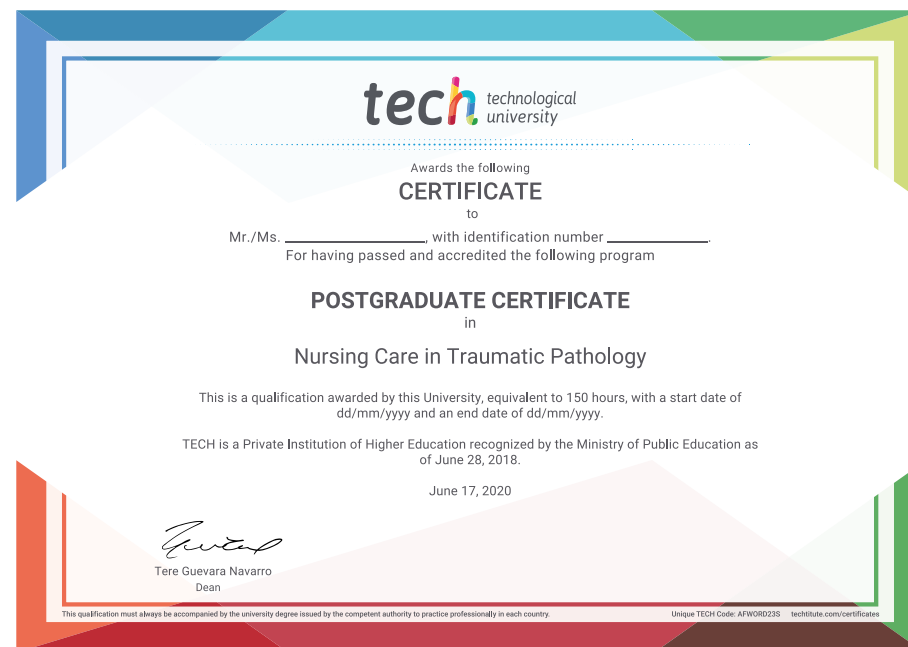 tech technological
university
Awards the following
CERTIFICATE
to
Mr./Ms. ____________, with identification number ____________.
For having passed and accredited the following program
POSTGRADUATE CERTIFICATE
in
Nursing Care in Traumatic Pathology
This is a qualification awarded by this University, equivalent to 150 hours, with a start date of
dd/mm/yyyy and an end date of dd/mm/yyyy.
TECH is a Private Institution of Higher Education recognized by the Ministry of Public Education as
of June 28, 2018.
June 17, 2020
Tere Guevara Navarro
Dean
This qualification must always be accompanied by the university degree issued by the competent authority to practice professionally in each country. Unique TECH Code: AFWORD23S techtitute.com/certificates